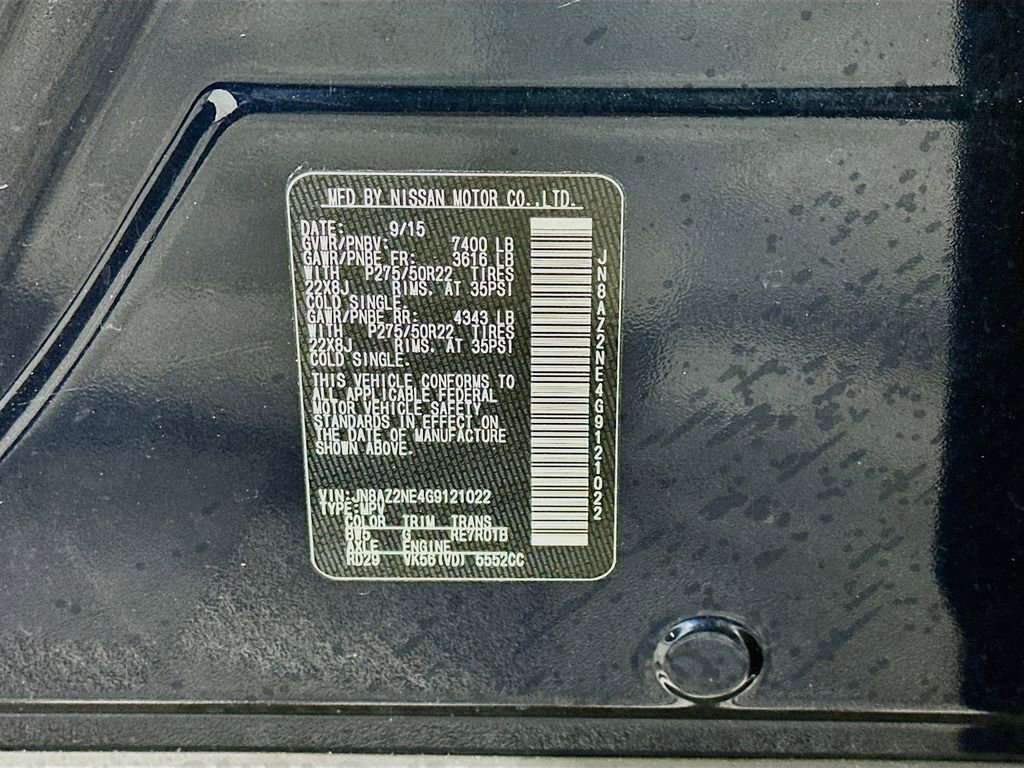 MFD BY NISSAN MOTOR CO.,LTD.
DATE: 9/15
GVWR/PNBV: 7400 LB
GAWR/PNBE FR: 3616 LB
WITH P275/50R22 TIRES
22X8J RIMS. AT 35PSI
COLD SINGLE.
GAWR/PNBE RR: 4343 LB
WITH P275/50R22 TIRES
22X8J RIMS. AT 35PSI
COLD SINGLE.
THIS VEHICLE CONFORMS TO
ALL APPLICABLE FEDERAL
MOTOR VEHICLE SAFETY
STANDARDS IN EFFECT ON
THE DATE OF MANUFACTURE
SHOWN ABOVE.
VIN:JN8AZ2NE4G9121022
TYPE:MPV
COLOR TRIM TRANS
BW5 G RE7R01B
AXLE ENGINE
RD29 VK56(VD) 5552CC
JN8AZ2NE4G9121022